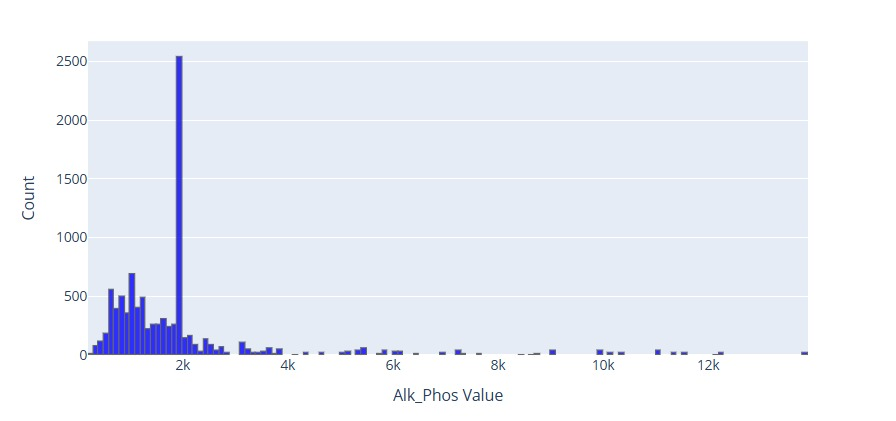 2500
2000
1500
1000
500
0
Count
2k
4k
6k
8k
10k
12k
Alk_Phos Value